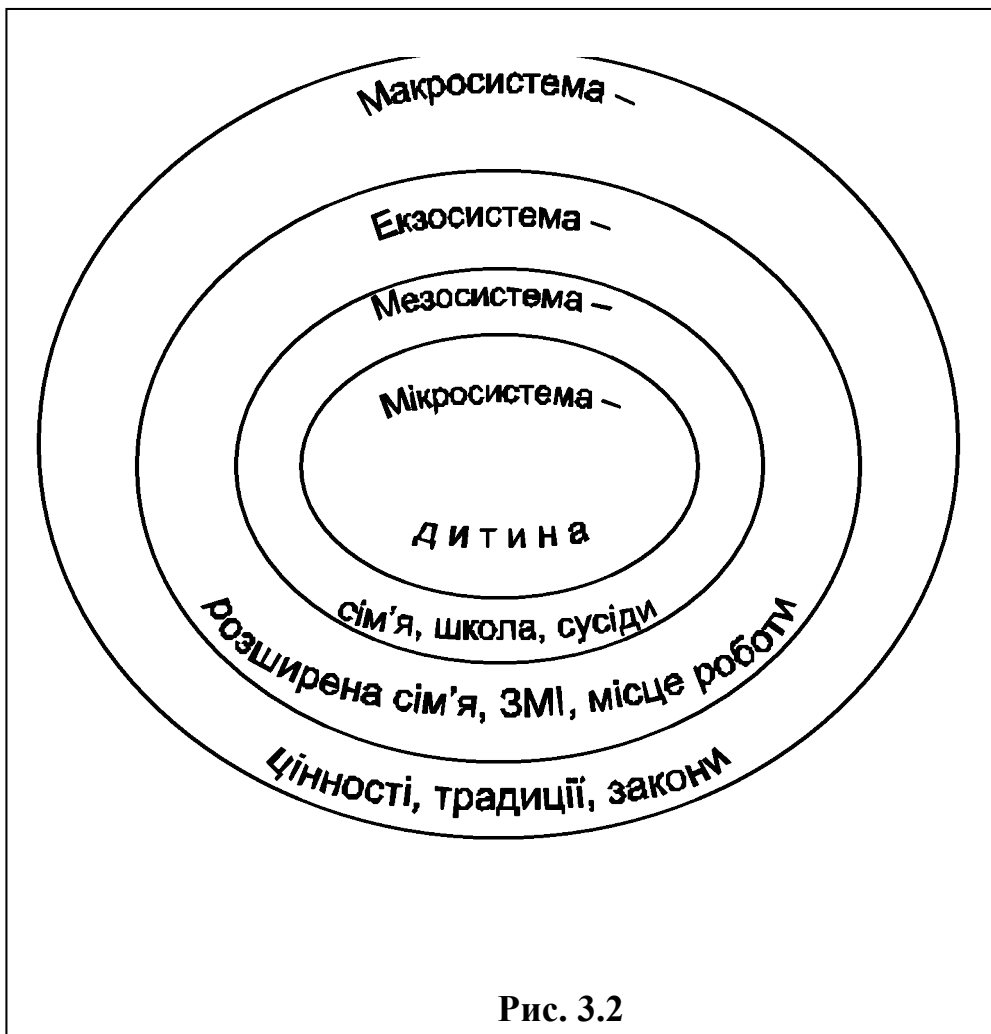 Макросистема –
Екзосистема –
Мезосистема –
Мікросистема –
дитина
сім’я, школа, сусіди
розширена сім’я, ЗМІ, місце роботи
цінності, традиції, закони
Рис. 3.2